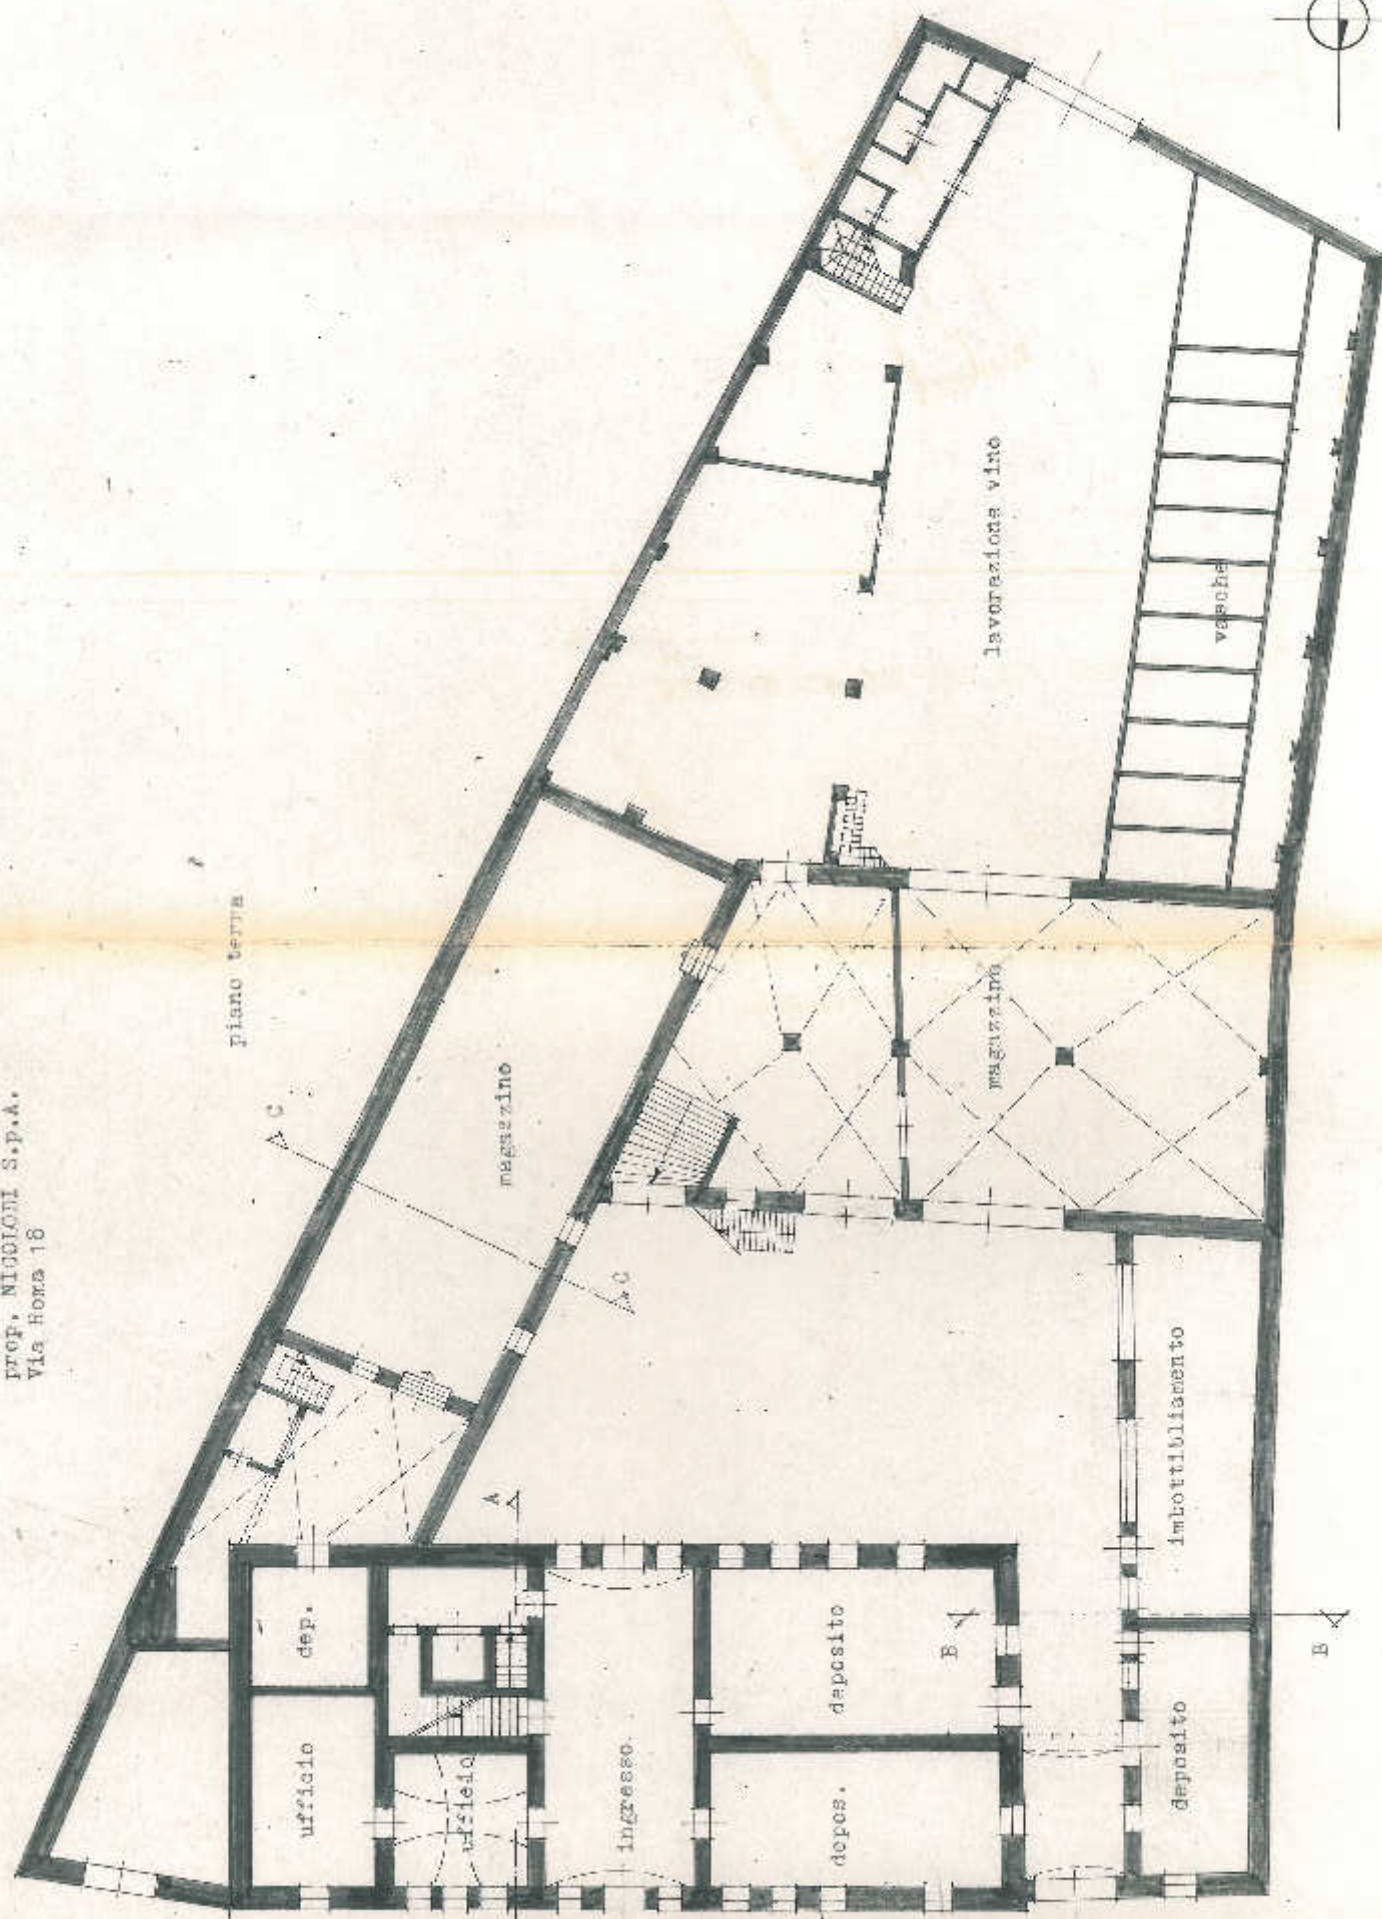 prop. NICOLODI S.p.A.
Via Roma 18
piano terra
C
C
magazzino
magazzino
lavorazione vino
vasche
A
dep.
ufficio
ufficio
ingresso.
deposito
depos.
B
B
imbottigliamento
deposito